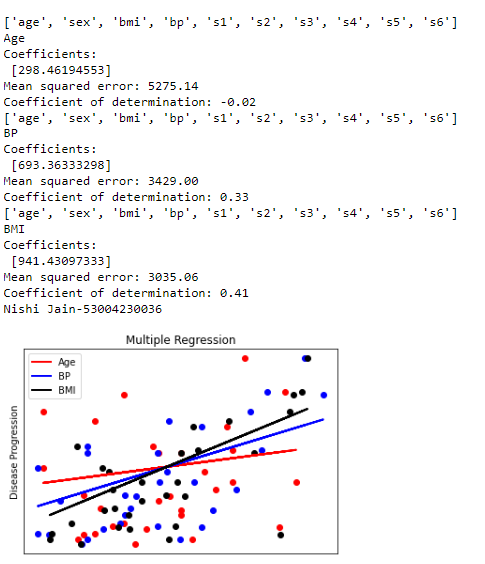 ['age', 'sex', 'bmi', 'bp', 's1', 's2', 's3', 's4', 's5', 's6']
Age
Coefficients:
 [298.46194553]
Mean squared error: 5275.14
Coefficient of determination: -0.02
['age', 'sex', 'bmi', 'bp', 's1', 's2', 's3', 's4', 's5', 's6']
BP
Coefficients:
 [693.36333298]
Mean squared error: 3429.00
Coefficient of determination: 0.33
['age', 'sex', 'bmi', 'bp', 's1', 's2', 's3', 's4', 's5', 's6']
BMI
Coefficients:
 [941.43097333]
Mean squared error: 3035.06
Coefficient of determination: 0.41
Nishi Jain-53004230036
Multiple Regression
Age
BP
BMI
Disease Progression